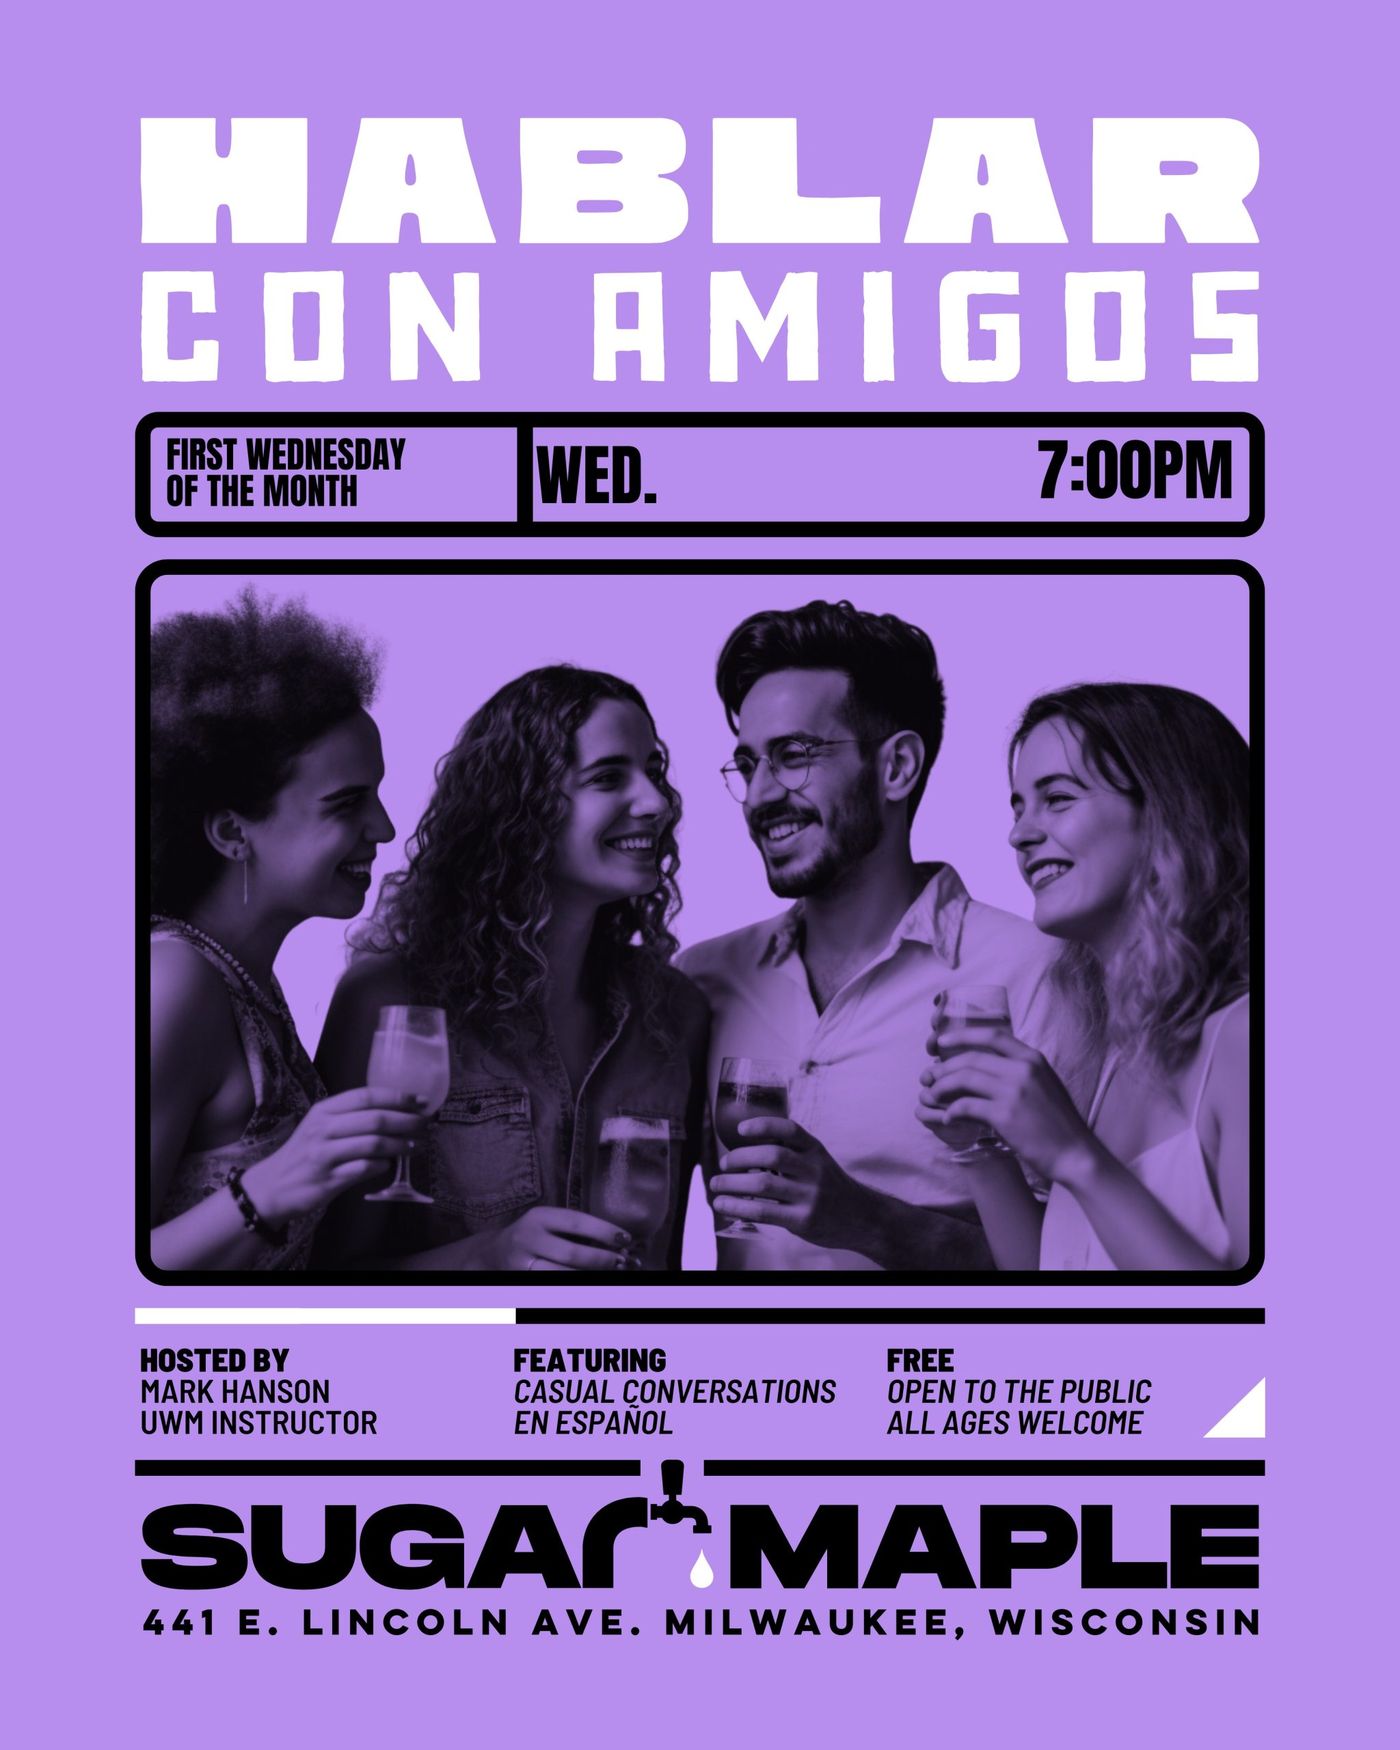 HABLAR
CON AMIGOS
FIRST WEDNESDAY
OF THE MONTH
WED.
7:00PM
HOSTED BY
MARK HANSON
UWM INSTRUCTOR
FEATURING
CASUAL CONVERSATIONS
EN ESPAÑOL
FREE
OPEN TO THE PUBLIC
ALL AGES WELCOME
SUGAR MAPLE
441 E. LINCOLN AVE. MILWAUKEE, WISCONSIN